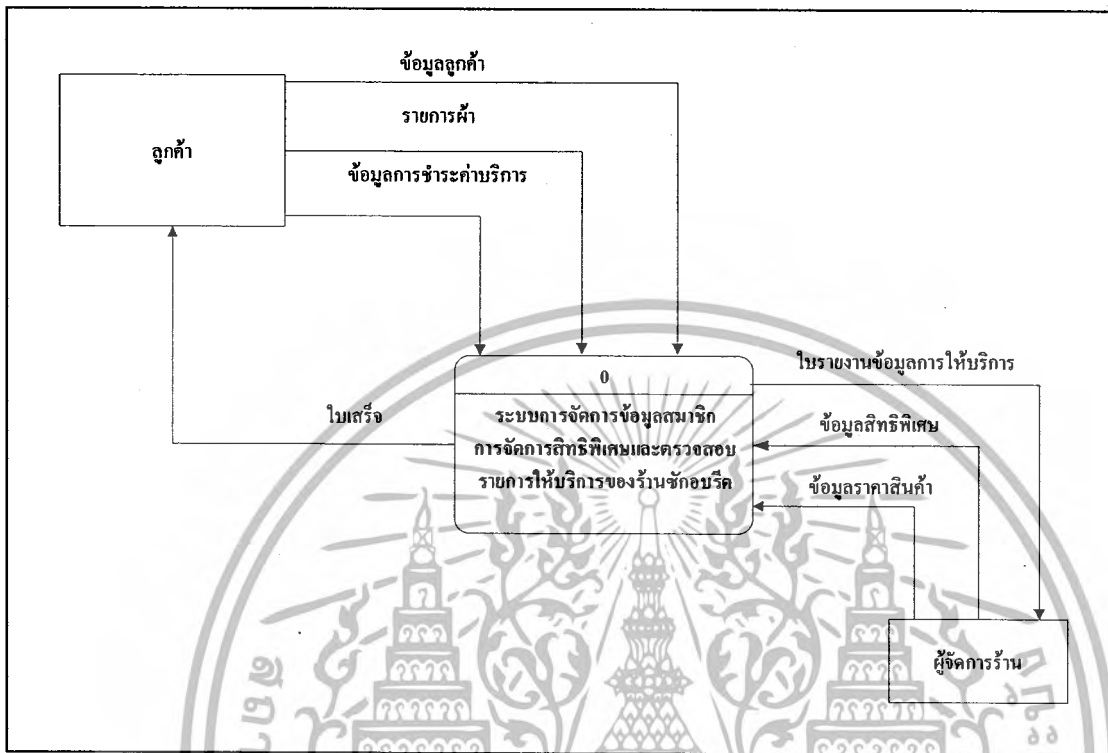 ข้อมูลลูกค้า
รายการผ้า
ลูกค้า
ข้อมูลการชำระค่าบริการ
0
ใบรายงานข้อมูลการให้บริการ
ใบเสร็จ
ระบบการจัดการข้อมูลสมาชิก
การจัดการสิทธิพิเศษและตรวจสอบ
รายการให้บริการของร้านซักอบรีด
ข้อมูลสิทธิพิเศษ
ข้อมูลราคาสินค้า
ผู้จัดการร้าน